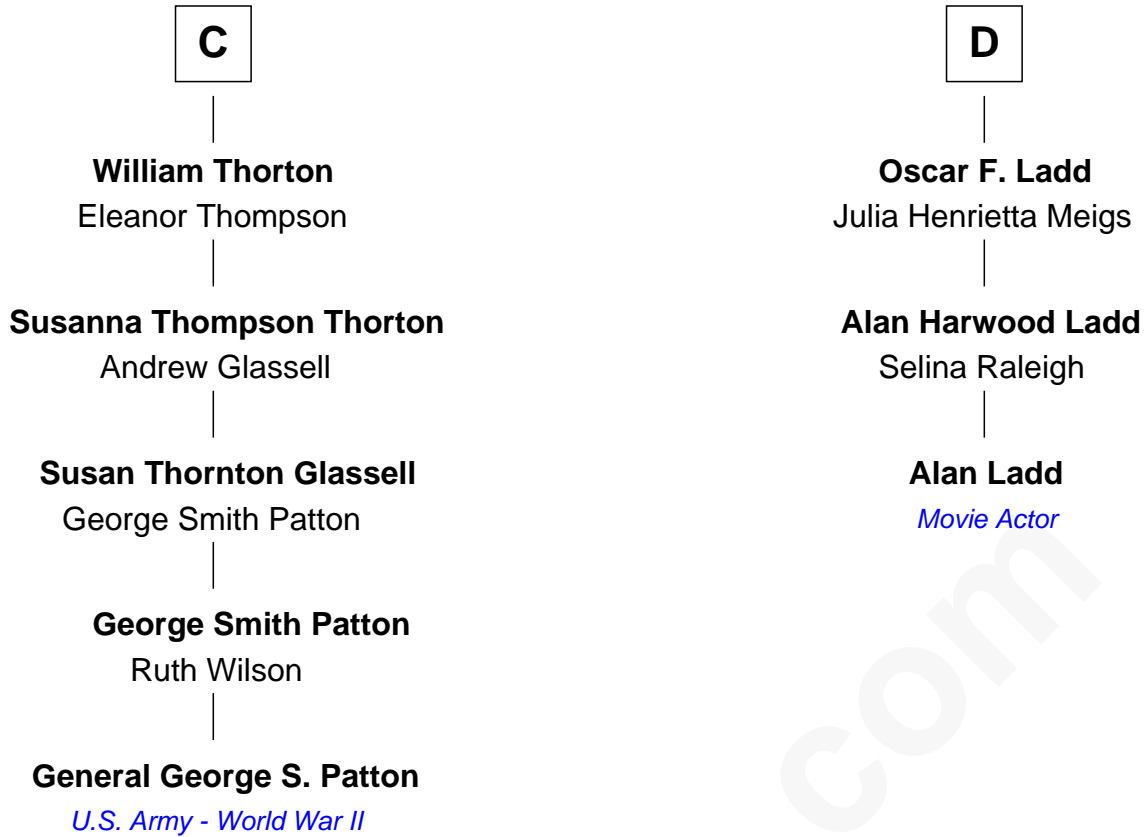 C
William Thorton
Eleanor Thompson
Susanna Thompson Thorton
Andrew Glassell
Susan Thornton Glassell
George Smith Patton
George Smith Patton
Ruth Wilson
General George S. Patton
U.S. Army - World War II
D
Oscar F. Ladd
Julia Henrietta Meigs
Alan Harwood Ladd
Selina Raleigh
Alan Ladd
Movie Actor
com